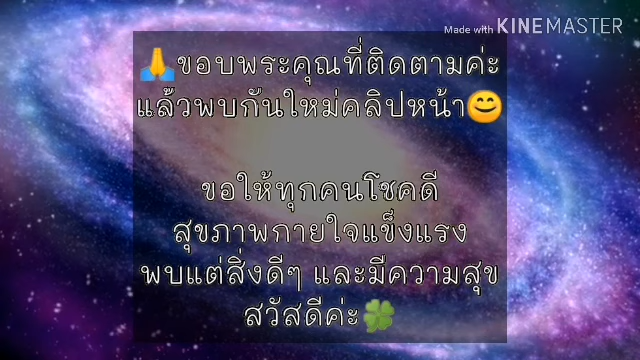 Made with KINEMASTER
🙏ขอบพระคุณที่ติดตามค่ะ
แล้วพบกันใหม่คลิปหน้า😊
ขอให้ทุกคนโชคดี
สุขภาพกายใจแข็งแรง
พบแต่สิ่งดีๆ และมีความสุข
สวัสดีค่ะ🍀